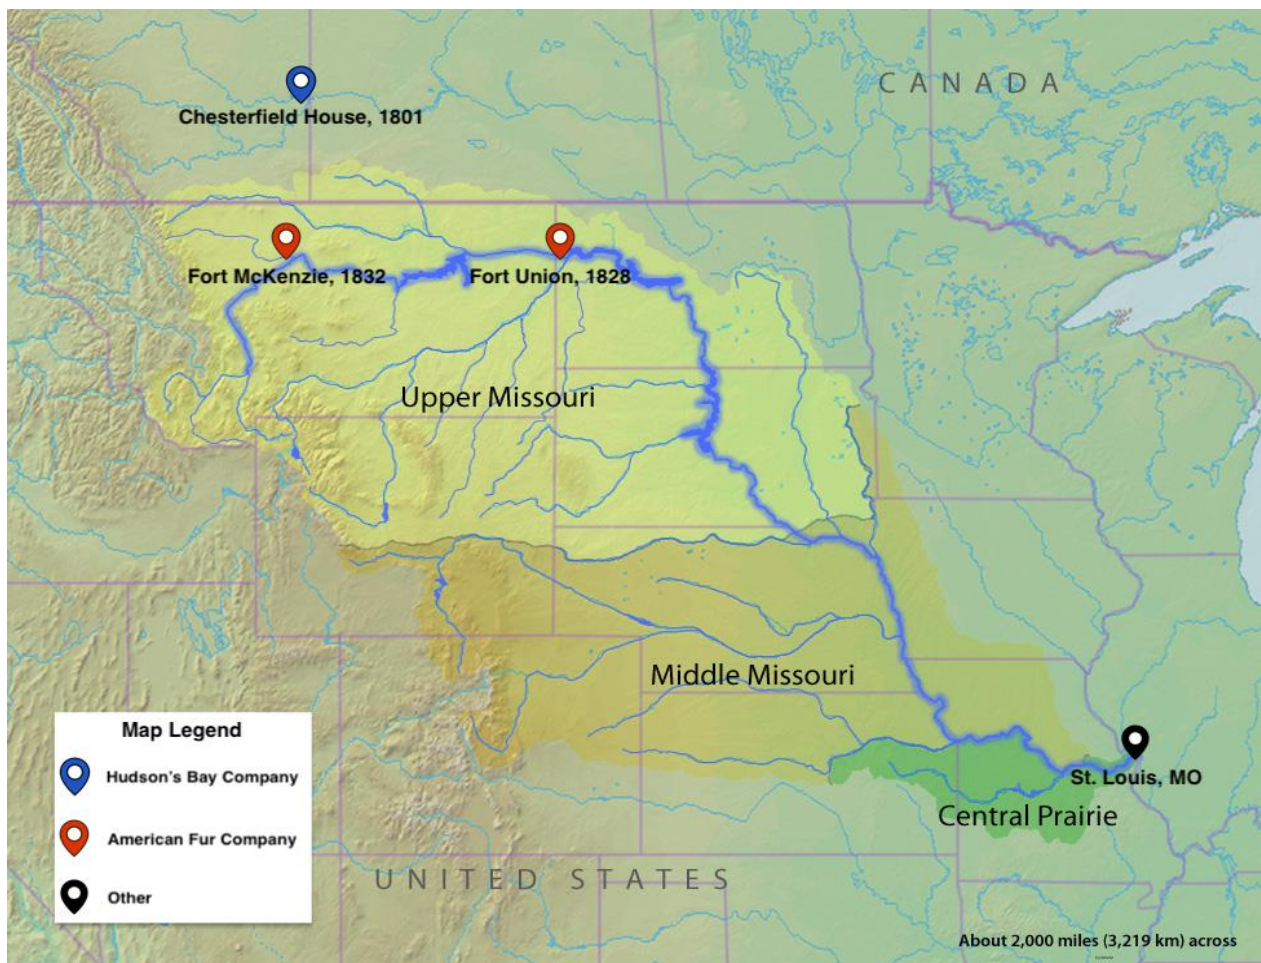 CANADA
Chesterfield House, 1801
Fort McKenzie, 1832
Fort Union, 1828
Upper Missouri
Middle Missouri
St. Louis, MO
Central Prairie
UNITED STATES
Map Legend
Hudson's Bay Company
American Fur Company
Other
About 2,000 miles (3,219 km) across